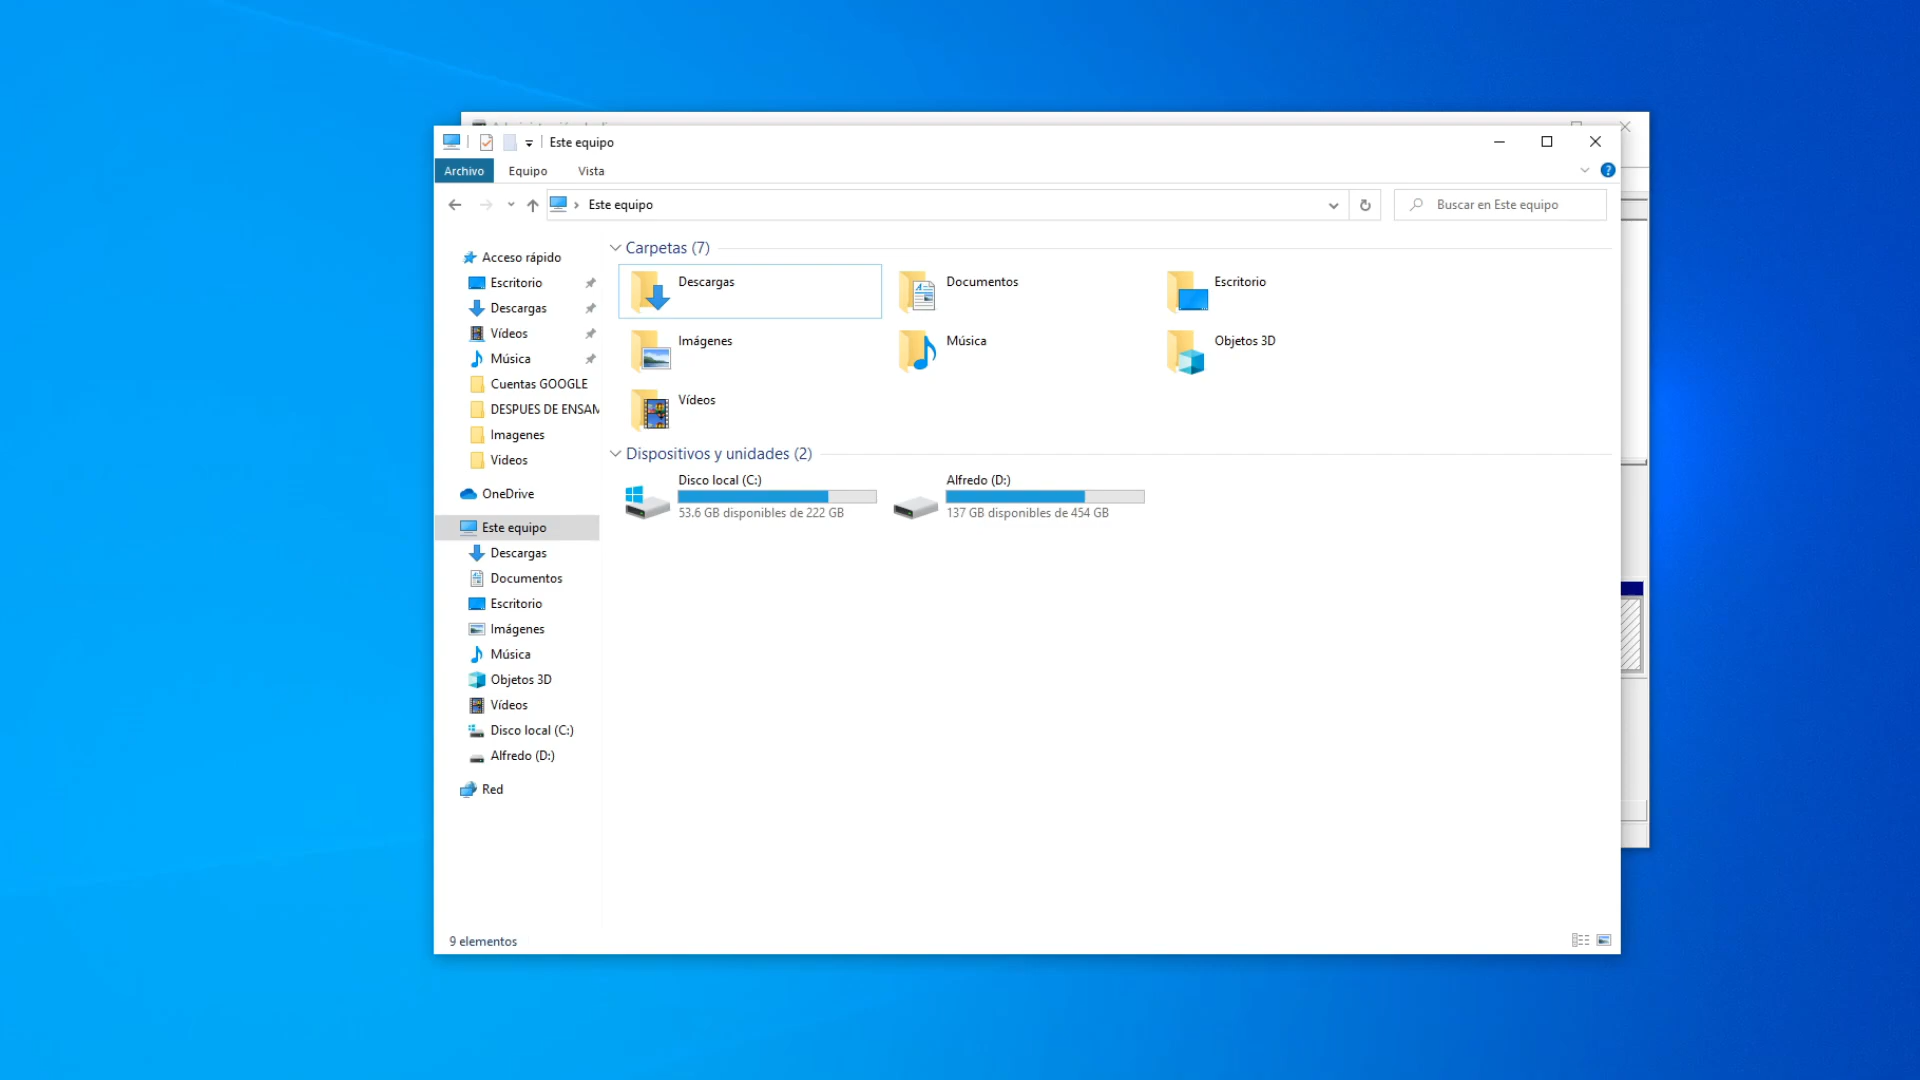 Este equipo
Archivo
Equipo
Vista
Este equipo
Buscar en Este equipo
Acceso rápido
Escritorio
Descargas
Vídeos
Música
Cuentas GOOGLE
DESPUES DE ENSAM
Imagenes
Videos
OneDrive
Este equipo
Descargas
Documentos
Escritorio
Imágenes
Música
Objetos 3D
Vídeos
Disco local (C:)
Alfredo (D:)
Red
Carpetas (7)
Descargas
Documentos
Escritorio
Imágenes
Música
Objetos 3D
Vídeos
Dispositivos y unidades (2)
Disco local (C:)
53.6 GB disponibles de 222 GB
Alfredo (D:)
137 GB disponibles de 454 GB
9 elementos